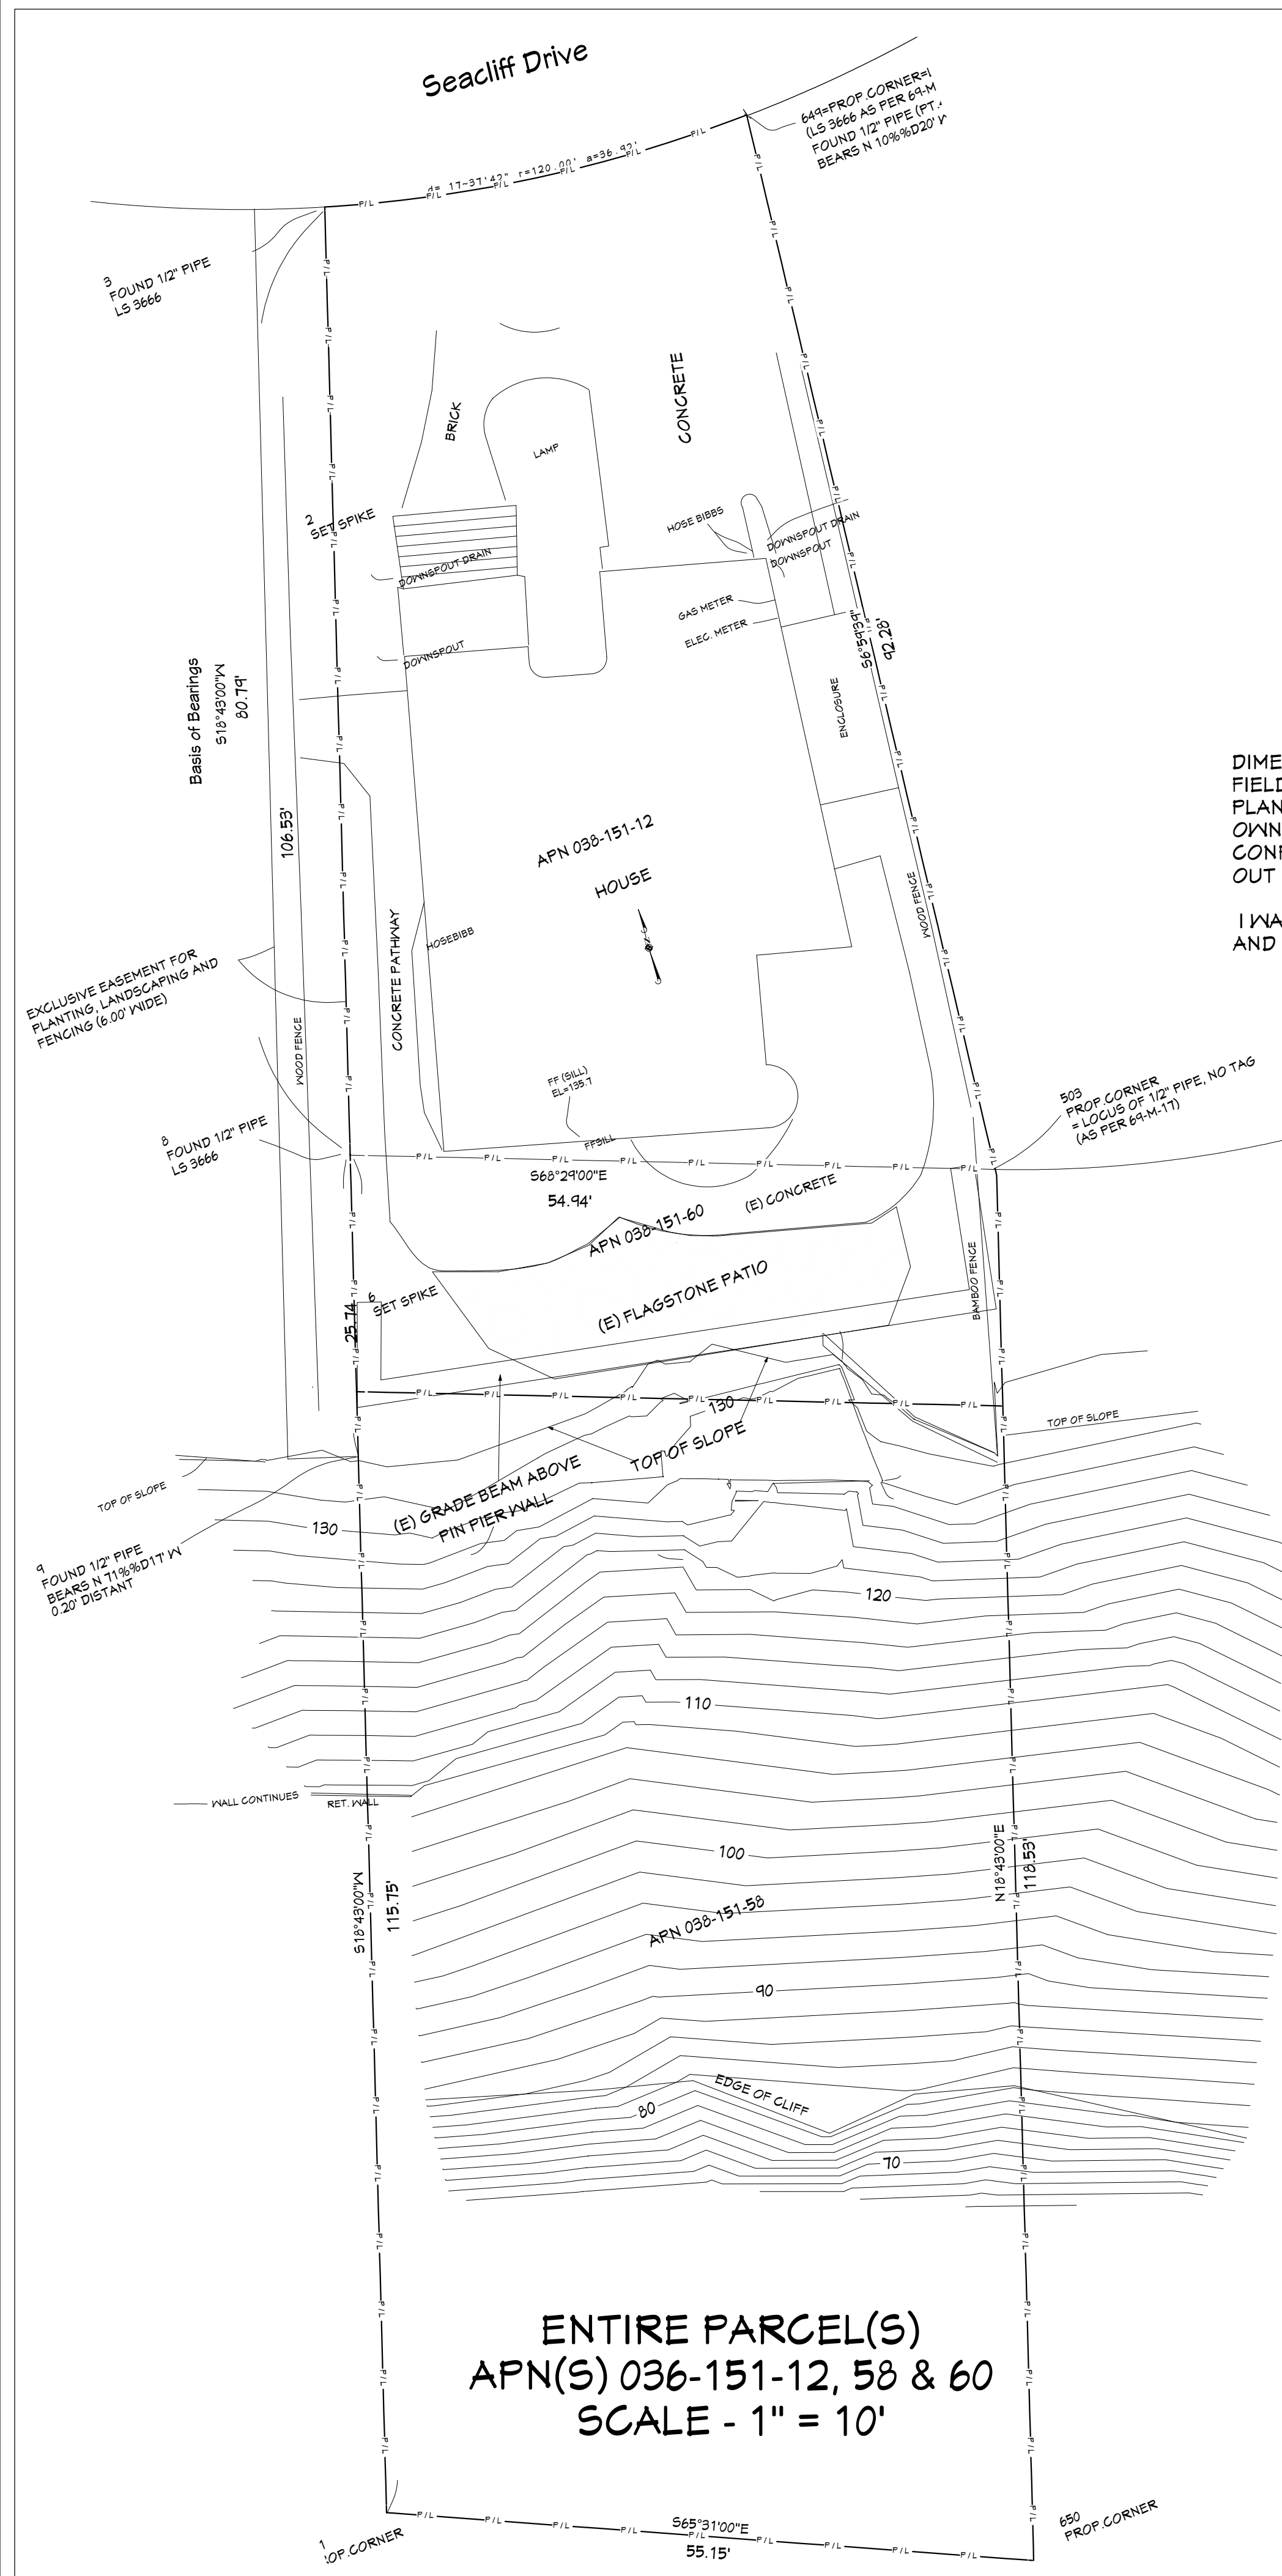 Seacliff Drive
649=PROP.CORNER=
(LS 3666 AS PER 69-M
FOUND 1/2" PIPE (PT.
BEARS N 10%%D20'
d= 17~37'42" r=120.00' a=36.92'
P/L P/L P/L P/L P/L P/L
3
FOUND 1/2" PIPE
LS 3666
BRICK
CONCRETE
LAMP
2
SET SPIKE
HOSE BIBBS
DOWNSPOUT DRAIN
DOWNSPOUT
DOWNSPOUT DRAIN
GAS METER
ELEC. METER
DOWNSPOUT
S6°59'39"
92.28'
ENCLOSURE
Basis of Bearings
S18°43'00"W
80.79'
106.53'
APN 038-151-12
HOUSE
DIME
FIELD
PLAN
OWN
CONF
OUT
I WA
AND
WOOD FENCE
HOSEBIBB
CONCRETE PATHWAY
EXCLUSIVE EASEMENT FOR
PLANTING, LANDSCAPING AND
FENCING (6.00' WIDE)
WOOD FENCE
FF (SILL)
EL=135.7
FFSILL
503
PROP.CORNER
= LOCUS OF 1/2" PIPE, NO TAG
(AS PER 69-M-17)
8
FOUND 1/2" PIPE
LS 3666
P/L P/L P/L P/L P/L P/L P/L P/L P/L
S68°29'00"E
54.94'
(E) CONCRETE
APN 038-151-60
(E) FLAGSTONE PATIO
BAMBOO FENCE
6
SET SPIKE
25.74
P/L P/L P/L P/L P/L P/L P/L P/L P/L
130
TOP OF SLOPE
TOP OF SLOPE
(E) GRADE BEAM ABOVE
PIN PIER WALL
TOP OF SLOPE
130
9
FOUND 1/2" PIPE
BEARS N 71%%D17' W
0.20' DISTANT
120
110
WALL CONTINUES
RET. WALL
100
S18°43'00"W
115.75'
N18°43'00"E
118.53'
APN 038-151-58
90
EDGE OF CLIFF
80
70
ENTIRE PARCEL(S)
APN(S) 036-151-12, 58 & 60
SCALE - 1" = 10'
1
OP.CORNER
P/L P/L P/L P/L P/L P/L P/L P/L P/L
S65°31'00"E
55.15'
650
PROP.CORNER